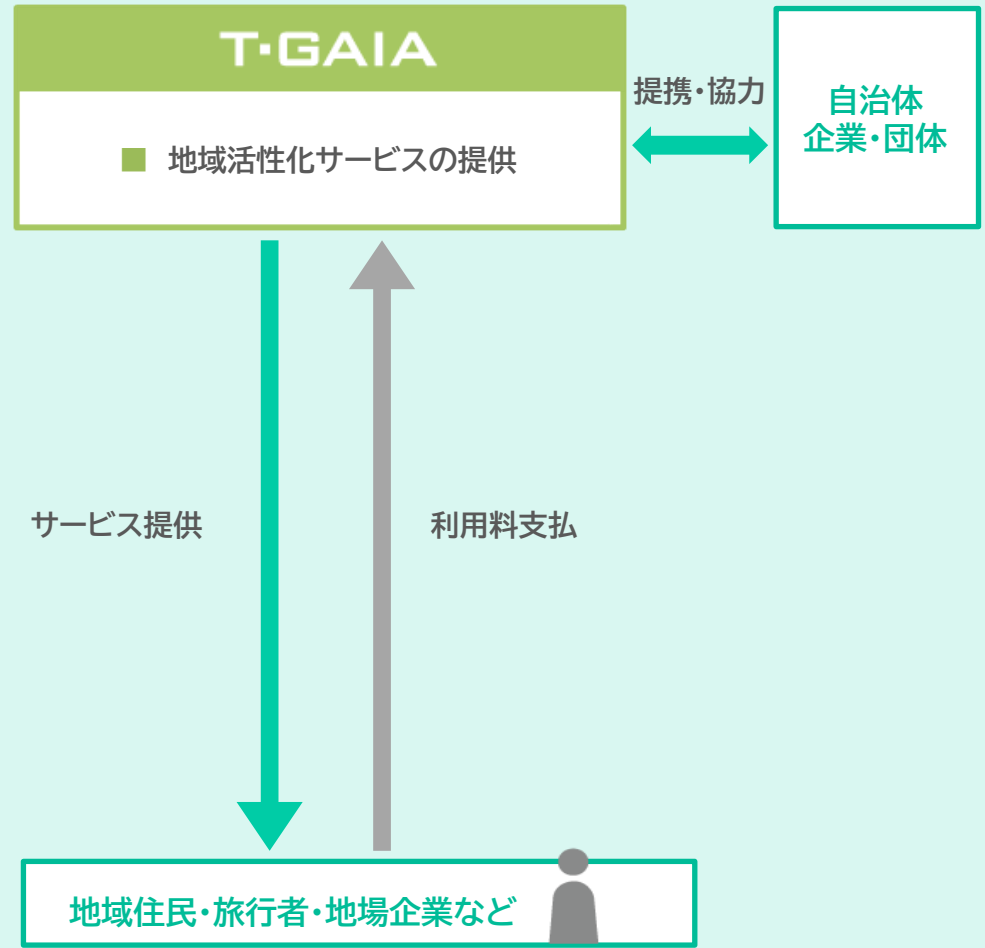 T·GAIA
■ 地域活性化サービスの提供
提携・協力
自治体
企業・団体
サービス提供
利用料支払
地域住民・旅行者・地場企業など